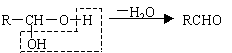 R—CH—O—H —H₂O→ RCHO
OH